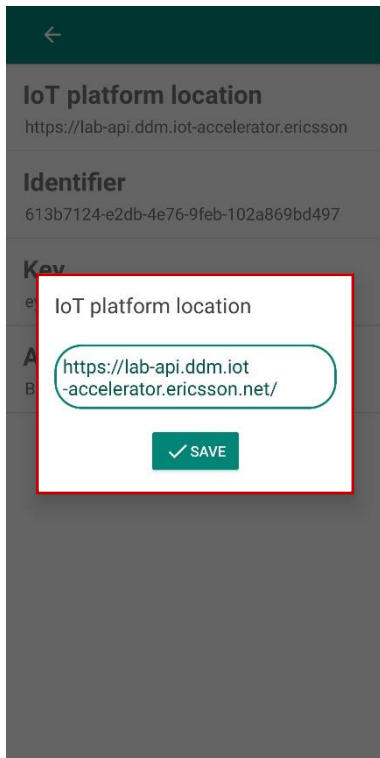 IoT platform location
https://lab-api.ddm.iot-accelerator.ericsson
Identifier
613b7124-e2db-4e76-9feb-102a869bd497
Key
IoT platform location
https://lab-api.ddm.iot
-accelerator.ericsson.net/
SAVE